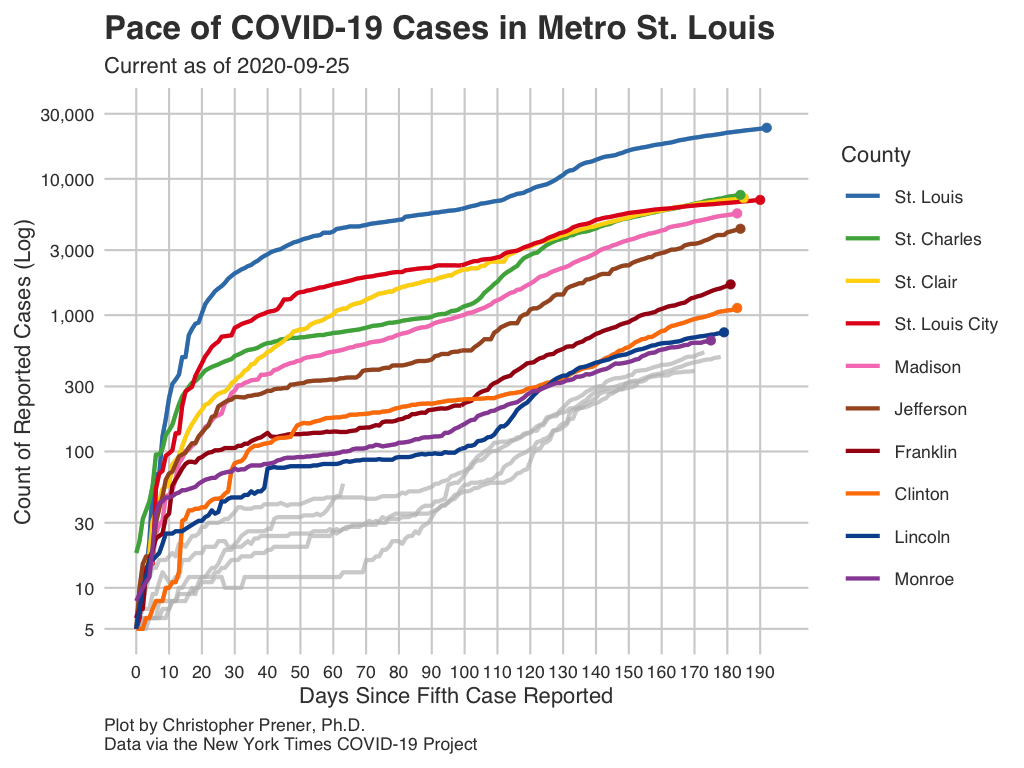 Pace of COVID-19 Cases in Metro St. Louis
Current as of 2020-09-25
Count of Reported Cases (Log)
30,000
10,000
3,000
1,000
300
100
30
10
5
0 10 20 30 40 50 60 70 80 90 100 110 120 130 140 150 160 170 180 190
Days Since Fifth Case Reported
County
St. Louis
St. Charles
St. Clair
St. Louis City
Madison
Jefferson
Franklin
Clinton
Lincoln
Monroe
Plot by Christopher Prener, Ph.D.
Data via the New York Times COVID-19 Project